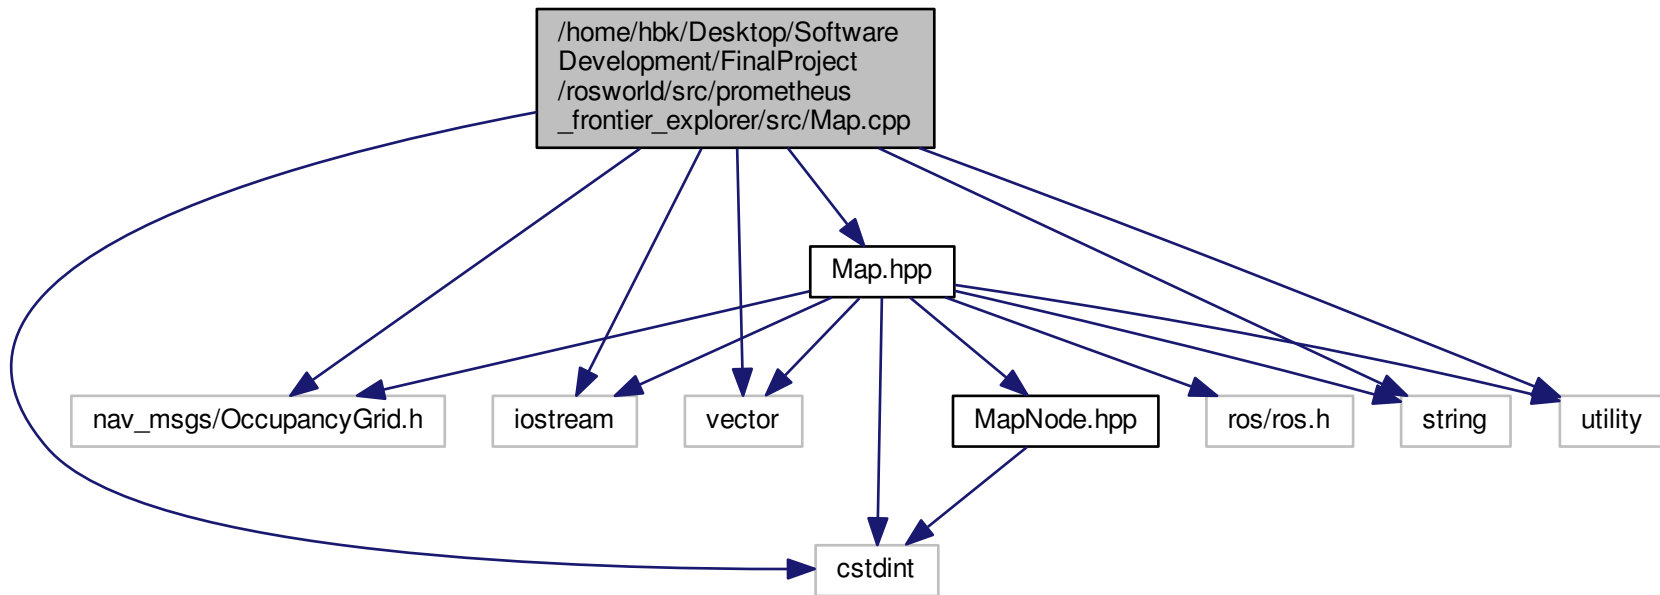 /home/hbk/Desktop/Software
Development/FinalProject
/rosworld/src/prometheus
_frontier_explorer/src/Map.cpp
Map.hpp
nav_msgs/OccupancyGrid.h
iostream
vector
MapNode.hpp
ros/ros.h
string
utility
cstdint